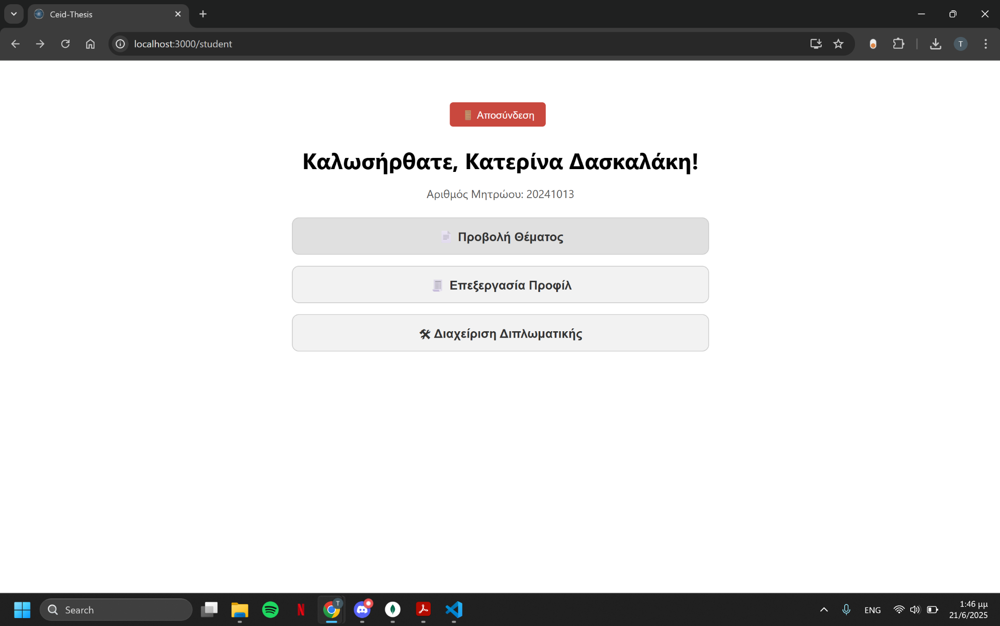 Ceid-Thesis
localhost:3000/student
T
Αποσύνδεση
Καλωσήρθατε, Κατερίνα Δασκαλάκη!
Αριθμός Μητρώου: 20241013
Προβολή Θέματος
Επεξεργασία Προφίλ
Διαχείριση Διπλωματικής
Search
N
T
ENG
1:46 μμ
21/6/2025